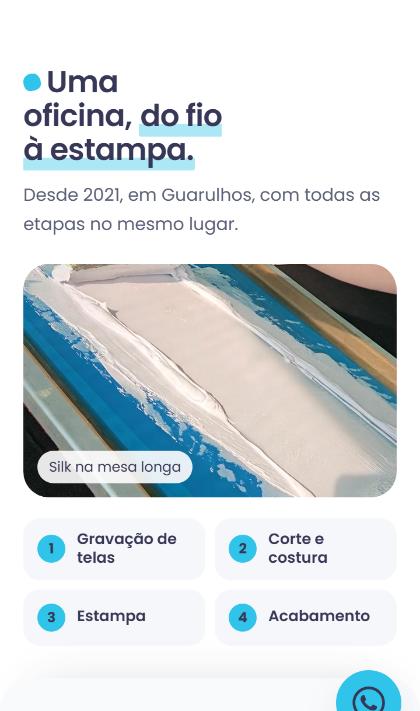 Uma
oficina, do fio
à estampa.
Desde 2021, em Guarulhos, com todas as
etapas no mesmo lugar.
Silk na mesa longa
1 Gravação de
telas
2 Corte e
costura
3 Estampa
4 Acabamento